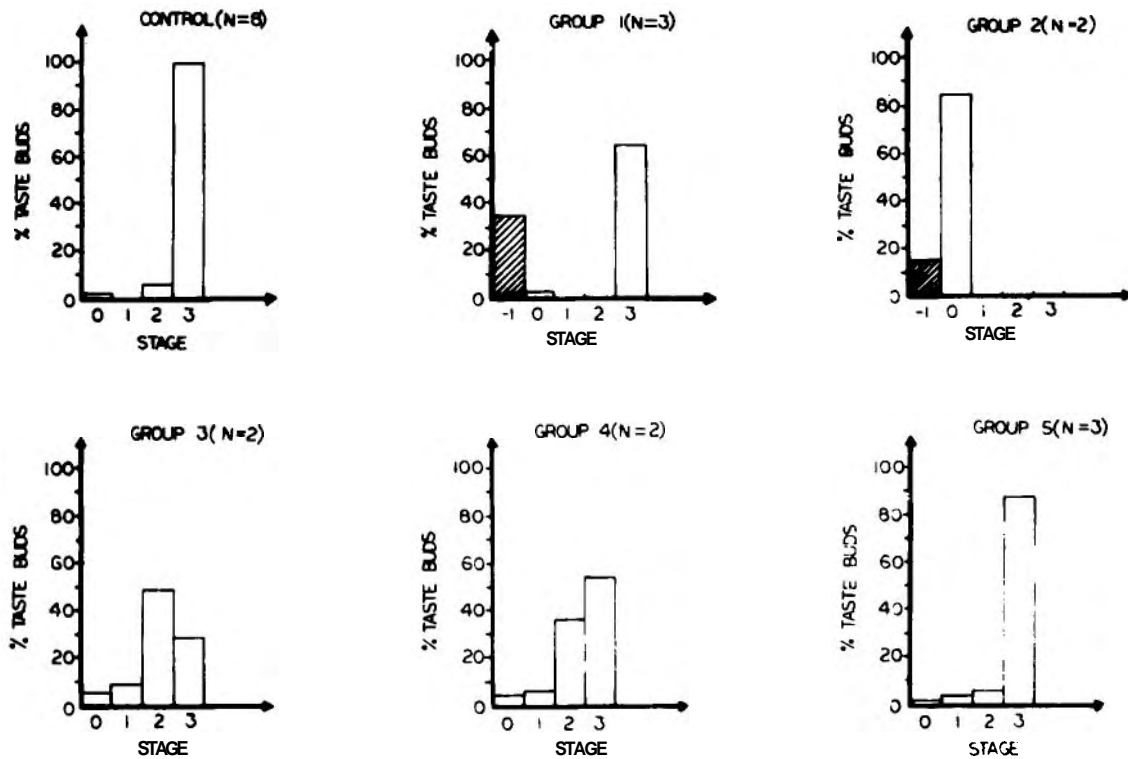 CONTROL(N=8)
100
80
60
40
20
0
% TASTE BUDS
0 1 2 3
STAGE
GROUP 1(N=3)
100
80
60
40
20
0
% TASTE BUDS
-1 0 1 2 3
STAGE
GROUP 2(N=2)
100
80
60
40
20
0
% TASTE BUDS
-1 0 1 2 3
STAGE
GROUP 3(N=2)
100
80
60
40
20
0
% TASTE BUDS
0 1 2 3
STAGE
GROUP 4(N=2)
100
80
60
40
20
0
% TASTE BUDS
0 1 2 3
STAGE
GROUP 5(N=3)
100
80
60
40
20
0
% TASTE BUDS
0 1 2 3
STAGE